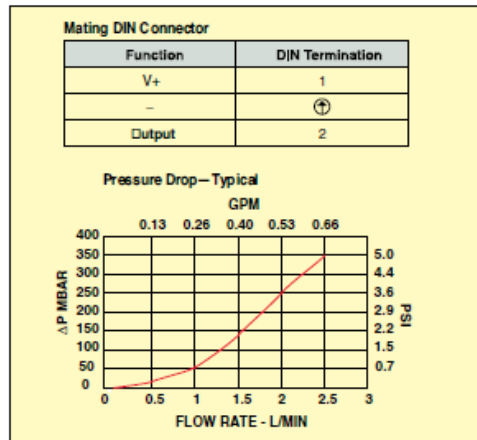 Mating DIN Connector
Function DIN Termination
V+ 1
–
Output 2
Pressure Drop—Typical
GPM
0.13 0.26 0.40 0.53 0.66
400
350 5.0
300 4.4
250 3.6
200 2.9
150 2.2
100 1.5
50 0.7
0
ΔP MBAR
PSI
0 0.5 1 1.5 2 2.5 3
FLOW RATE - L/MIN